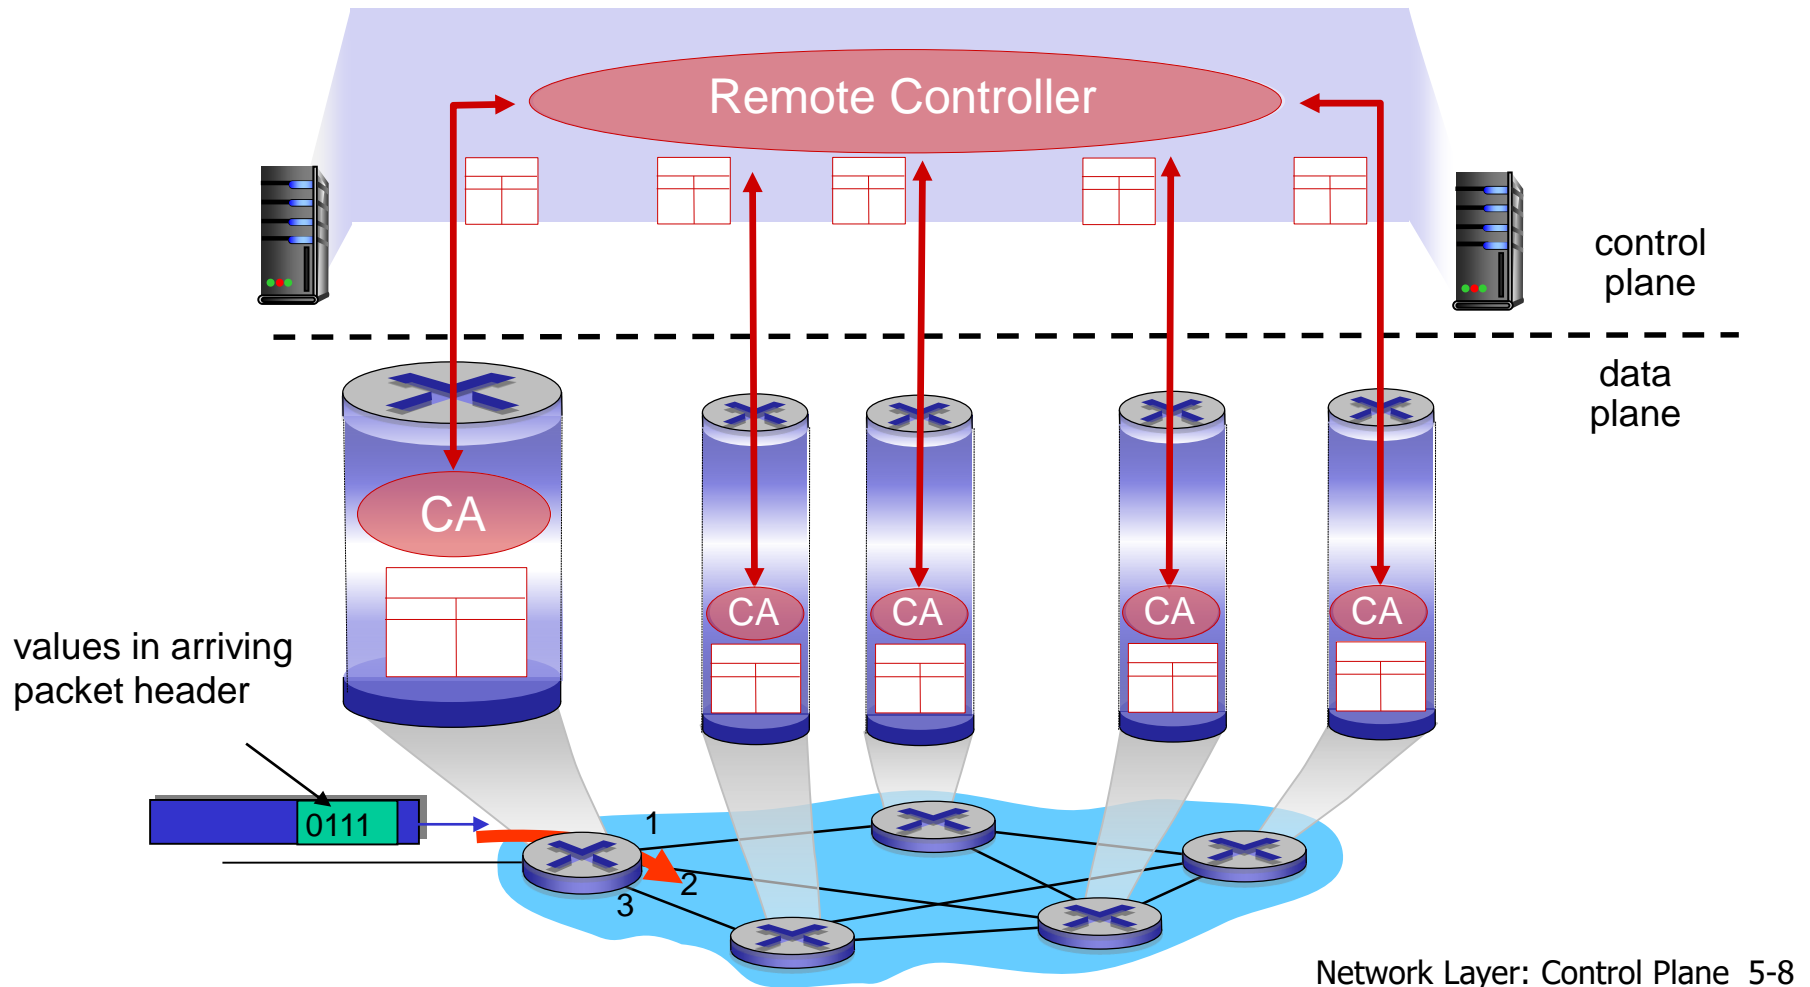 Remote Controller
control
plane
data
plane
CA
CA
CA
CA
CA
values in arriving
packet header
0111
1
2
3
Network Layer: Control Plane 5-8